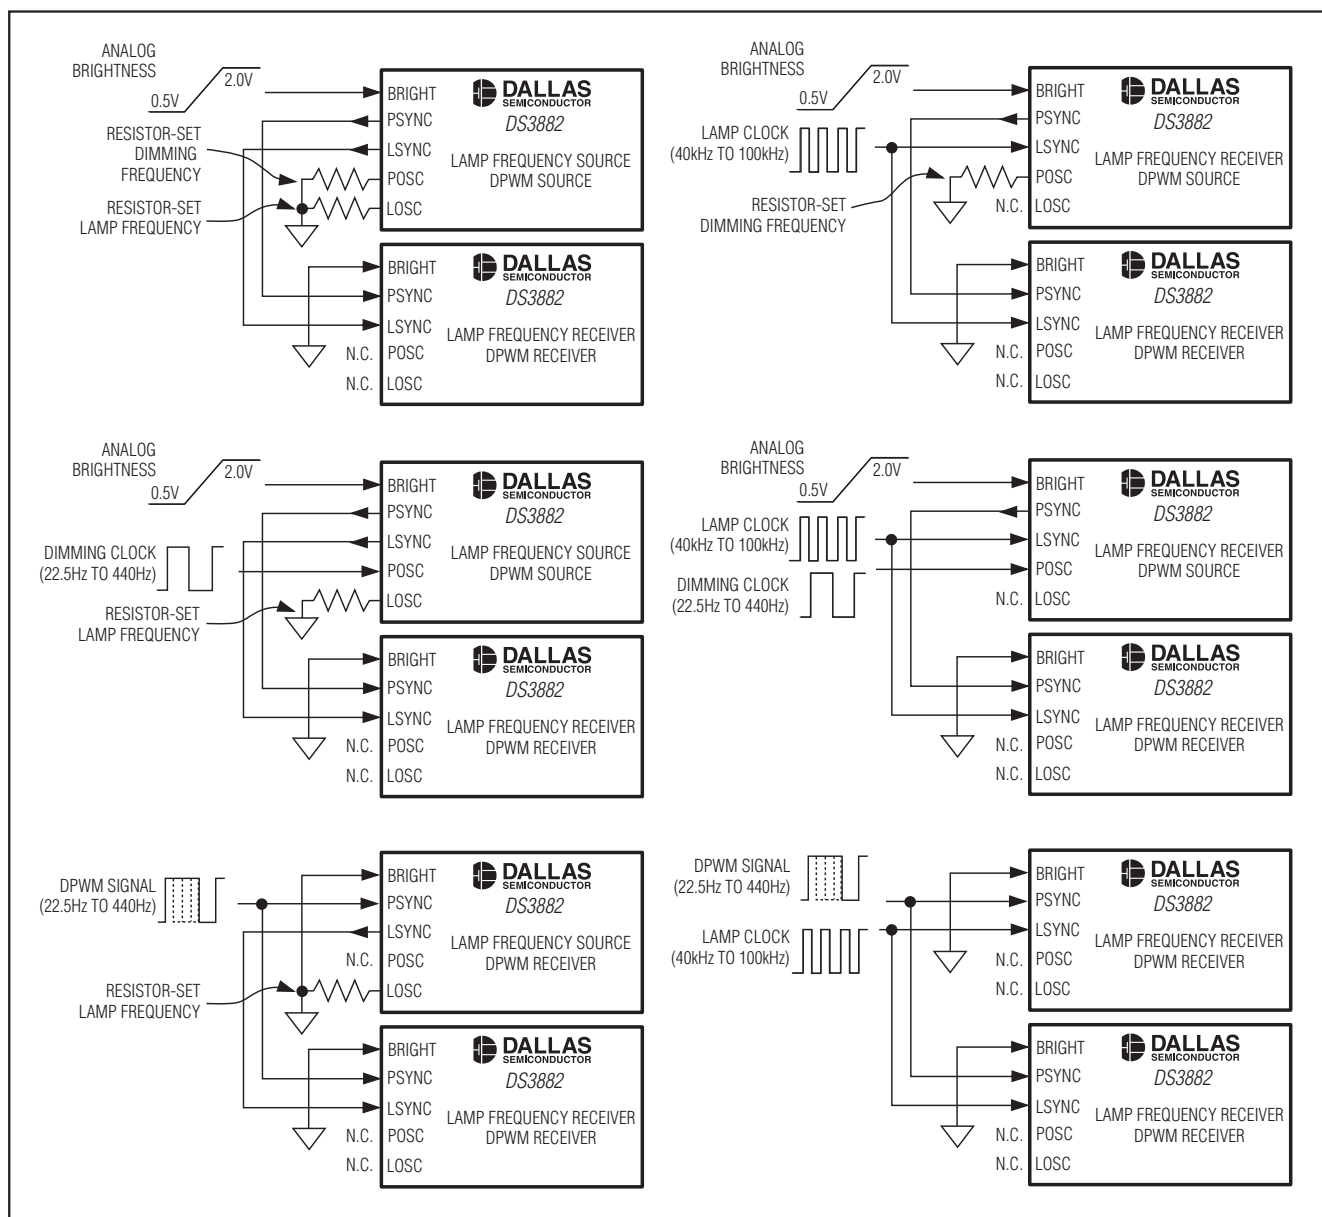 ANALOG
BRIGHTNESS
0.5V
2.0V
RESISTOR-SET
DIMMING
FREQUENCY
RESISTOR-SET
LAMP FREQUENCY
BRIGHT
PSYNC
LSYNC
POSC
LOSC
DALLAS
SEMICONDUCTOR
DS3882
LAMP FREQUENCY SOURCE
DPWM SOURCE
BRIGHT
PSYNC
LSYNC
N.C. POSC
N.C. LOSC
DALLAS
SEMICONDUCTOR
DS3882
LAMP FREQUENCY RECEIVER
DPWM RECEIVER
ANALOG
BRIGHTNESS
0.5V
2.0V
LAMP CLOCK
(40kHz TO 100kHz)
RESISTOR-SET
DIMMING FREQUENCY
BRIGHT
PSYNC
LSYNC
POSC
N.C. LOSC
DALLAS
SEMICONDUCTOR
DS3882
LAMP FREQUENCY RECEIVER
DPWM SOURCE
BRIGHT
PSYNC
LSYNC
N.C. POSC
N.C. LOSC
DALLAS
SEMICONDUCTOR
DS3882
LAMP FREQUENCY RECEIVER
DPWM RECEIVER
ANALOG
BRIGHTNESS
0.5V
2.0V
DIMMING CLOCK
(22.5Hz TO 440Hz)
RESISTOR-SET
LAMP FREQUENCY
BRIGHT
PSYNC
LSYNC
POSC
LOSC
DALLAS
SEMICONDUCTOR
DS3882
LAMP FREQUENCY SOURCE
DPWM SOURCE
BRIGHT
PSYNC
LSYNC
N.C. POSC
N.C. LOSC
DALLAS
SEMICONDUCTOR
DS3882
LAMP FREQUENCY RECEIVER
DPWM RECEIVER
ANALOG
BRIGHTNESS
0.5V
2.0V
LAMP CLOCK
(40kHz TO 100kHz)
DIMMING CLOCK
(22.5Hz TO 440Hz)
BRIGHT
PSYNC
LSYNC
POSC
N.C. LOSC
DALLAS
SEMICONDUCTOR
DS3882
LAMP FREQUENCY RECEIVER
DPWM SOURCE
BRIGHT
PSYNC
LSYNC
N.C. POSC
N.C. LOSC
DALLAS
SEMICONDUCTOR
DS3882
LAMP FREQUENCY RECEIVER
DPWM RECEIVER
DPWM SIGNAL
(22.5Hz TO 440Hz)
RESISTOR-SET
LAMP FREQUENCY
BRIGHT
PSYNC
LSYNC
N.C. POSC
LOSC
DALLAS
SEMICONDUCTOR
DS3882
LAMP FREQUENCY SOURCE
DPWM RECEIVER
BRIGHT
PSYNC
LSYNC
N.C. POSC
N.C. LOSC
DALLAS
SEMICONDUCTOR
DS3882
LAMP FREQUENCY RECEIVER
DPWM RECEIVER
DPWM SIGNAL
(22.5Hz TO 440Hz)
LAMP CLOCK
(40kHz TO 100kHz)
BRIGHT
PSYNC
LSYNC
N.C. POSC
N.C. LOSC
DALLAS
SEMICONDUCTOR
DS3882
LAMP FREQUENCY RECEIVER
DPWM RECEIVER
BRIGHT
PSYNC
LSYNC
N.C. POSC
N.C. LOSC
DALLAS
SEMICONDUCTOR
DS3882
LAMP FREQUENCY RECEIVER
DPWM RECEIVER